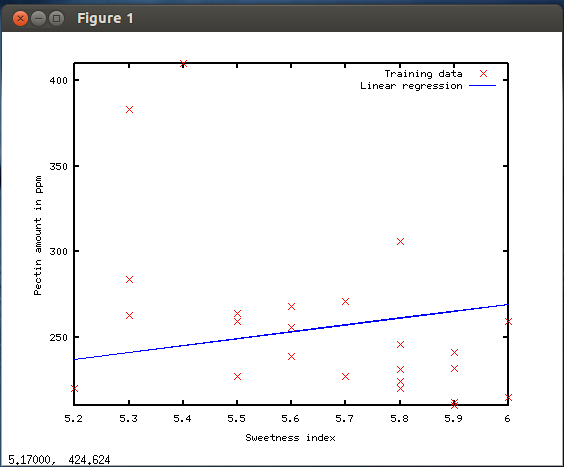 Figure 1
Training data
Linear regression
400
350
300
250
Pectin amount in ppm
5.2 5.3 5.4 5.5 5.6 5.7 5.8 5.9 6
Sweetness index
5.17000, 424.624